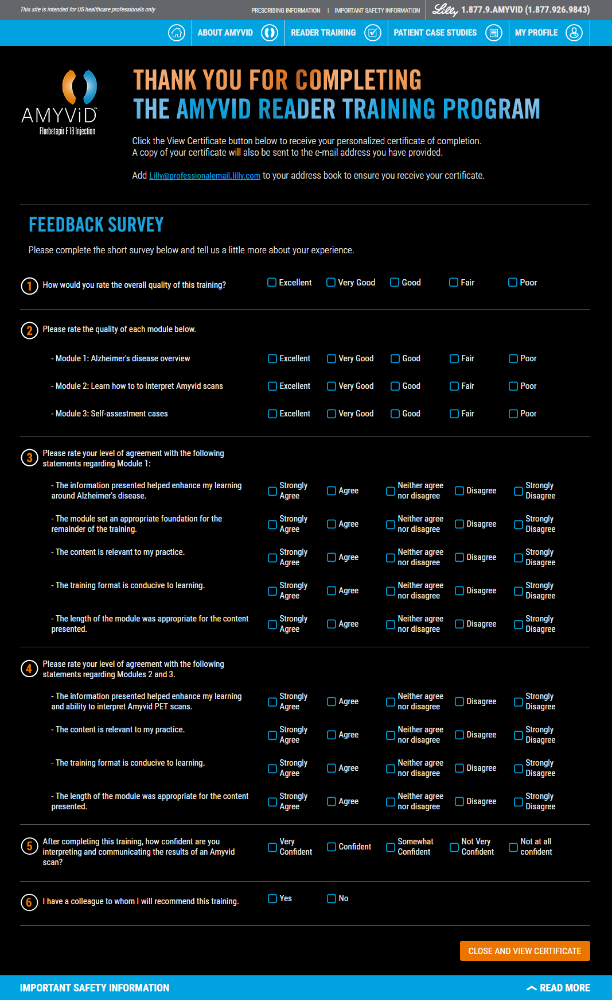 This site is intended for US healthcare professionals only
PRESCRIBING INFORMATION | IMPORTANT SAFETY INFORMATION
Lilly 1.877.9.AMYVID (1.877.926.9843)
ABOUT AMYVID
READER TRAINING
PATIENT CASE STUDIES
MY PROFILE
AMYViD™
Florbetapir F 18 Injection
THANK YOU FOR COMPLETING
THE AMYVID READER TRAINING PROGRAM
Click the View Certificate button below to receive your personalized certificate of completion.
A copy of your certificate will also be sent to the e-mail address you have provided.
Add Lilly@professionalemail.lilly.com to your address book to ensure you receive your certificate.
FEEDBACK SURVEY
Please complete the short survey below and tell us a little more about your experience.
1 How would you rate the overall quality of this training? Excellent Very Good Good Fair Poor
2 Please rate the quality of each module below.
- Module 1: Alzheimer's disease overview Excellent Very Good Good Fair Poor
- Module 2: Learn how to to interpret Amyvid scans Excellent Very Good Good Fair Poor
- Module 3: Self-assestment cases Excellent Very Good Good Fair Poor
3 Please rate your level of agreement with the following
statements regarding Module 1:
- The information presented helped enhance my learning
around Alzheimer's disease.
Strongly Agree Agree Neither agree nor disagree Disagree Strongly Disagree
- The module set an appropriate foundation for the
remainder of the training.
Strongly Agree Agree Neither agree nor disagree Disagree Strongly Disagree
- The content is relevant to my practice.
Strongly Agree Agree Neither agree nor disagree Disagree Strongly Disagree
- The training format is conducive to learning.
Strongly Agree Agree Neither agree nor disagree Disagree Strongly Disagree
- The length of the module was appropriate for the content
presented.
Strongly Agree Agree Neither agree nor disagree Disagree Strongly Disagree
4 Please rate your level of agreement with the following
statements regarding Modules 2 and 3.
- The information presented helped enhance my learning
and ability to interpret Amyvid PET scans.
Strongly Agree Agree Neither agree nor disagree Disagree Strongly Disagree
- The content is relevant to my practice.
Strongly Agree Agree Neither agree nor disagree Disagree Strongly Disagree
- The training format is conducive to learning.
Strongly Agree Agree Neither agree nor disagree Disagree Strongly Disagree
- The length of the module was appropriate for the content
presented.
Strongly Agree Agree Neither agree nor disagree Disagree Strongly Disagree
5 After completing this training, how confident are you
interpreting and communicating the results of an Amyvid
scan?
Very Confident Confident Somewhat Confident Not Very Confident Not at all confident
6 I have a colleague to whom I will recommend this training. Yes No
CLOSE AND VIEW CERTIFICATE
IMPORTANT SAFETY INFORMATION
READ MORE